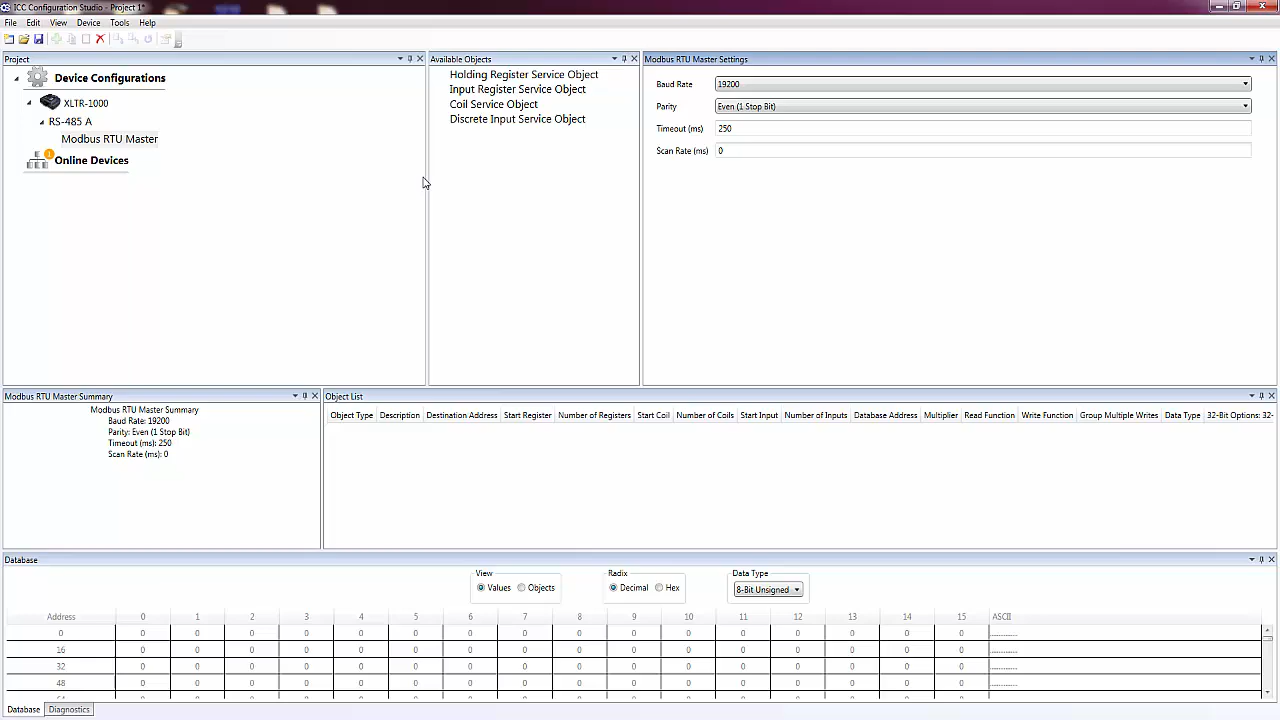 ICC Configuration Studio - Project 1*
File Edit View Device Tools Help
Project
Device Configurations
XLTR-1000
RS-485 A
Modbus RTU Master
1
Online Devices
Available Objects
Holding Register Service Object
Input Register Service Object
Coil Service Object
Discrete Input Service Object
Modbus RTU Master Settings
Baud Rate 19200
Parity Even (1 Stop Bit)
Timeout (ms) 250
Scan Rate (ms) 0
Modbus RTU Master Summary
Modbus RTU Master Summary
Baud Rate: 19200
Parity: Even (1 Stop Bit)
Timeout (ms): 250
Scan Rate (ms): 0
Object List
Object Type Description Destination Address Start Register Number of Registers Start Coil Number of Coils Start Input Number of Inputs Database Address Multiplier Read Function Write Function Group Multiple Writes Data Type 32-Bit Options: 32-
Database
View Radix Data Type
Values Objects Decimal Hex 8-Bit Unsigned
Address 0 1 2 3 4 5 6 7 8 9 10 11 12 13 14 15 ASCII
0 0 0 0 0 0 0 0 0 0 0 0 0 0 0 0 0 ................
16 0 0 0 0 0 0 0 0 0 0 0 0 0 0 0 0 ................
32 0 0 0 0 0 0 0 0 0 0 0 0 0 0 0 0 ................
48 0 0 0 0 0 0 0 0 0 0 0 0 0 0 0 0 ................
Database Diagnostics